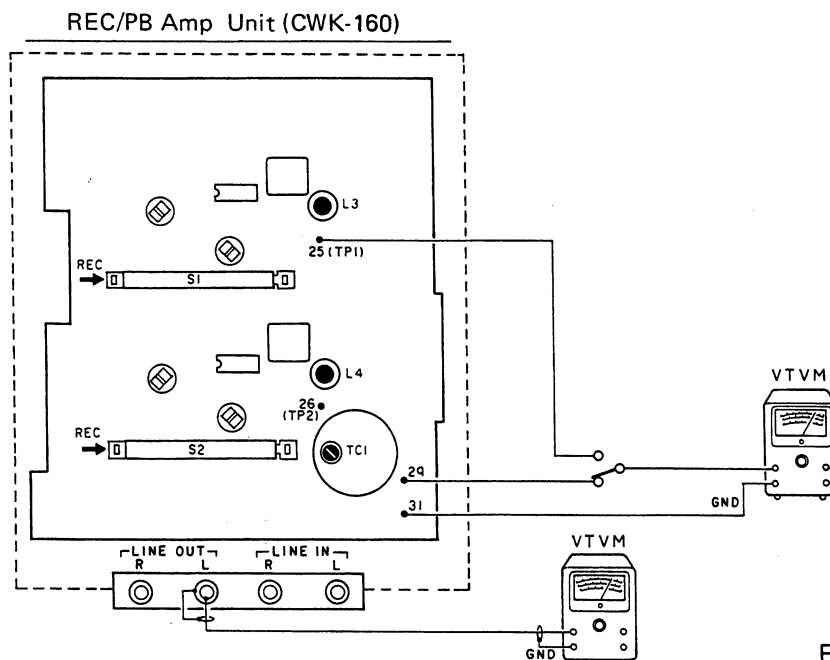 REC/PB Amp Unit (CWK-160)
L3
25 (TP1)
REC
S1
L4
26
(TP2)
REC
S2
TC1
29
31
VTVM
GND
LINE OUT
LINE IN
R
L
R
L
VTVM
GND